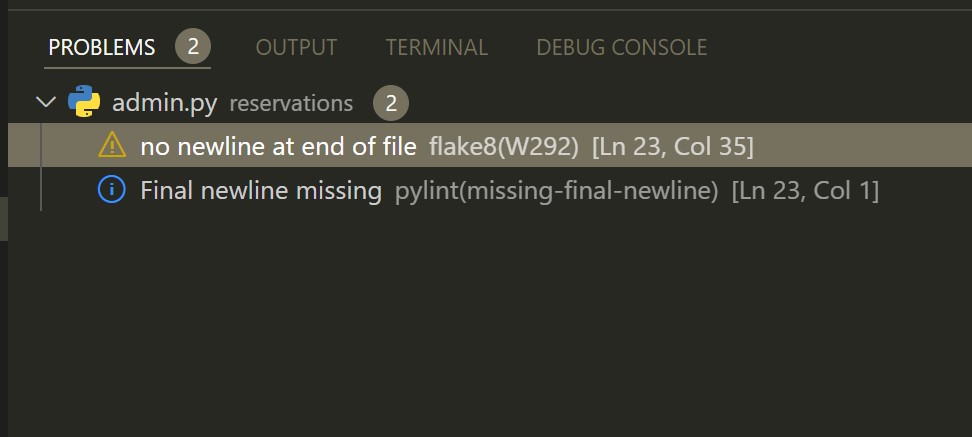 PROBLEMS 2 OUTPUT TERMINAL DEBUG CONSOLE
admin.py reservations 2
no newline at end of file flake8(W292) [Ln 23, Col 35]
Final newline missing pylint(missing-final-newline) [Ln 23, Col 1]